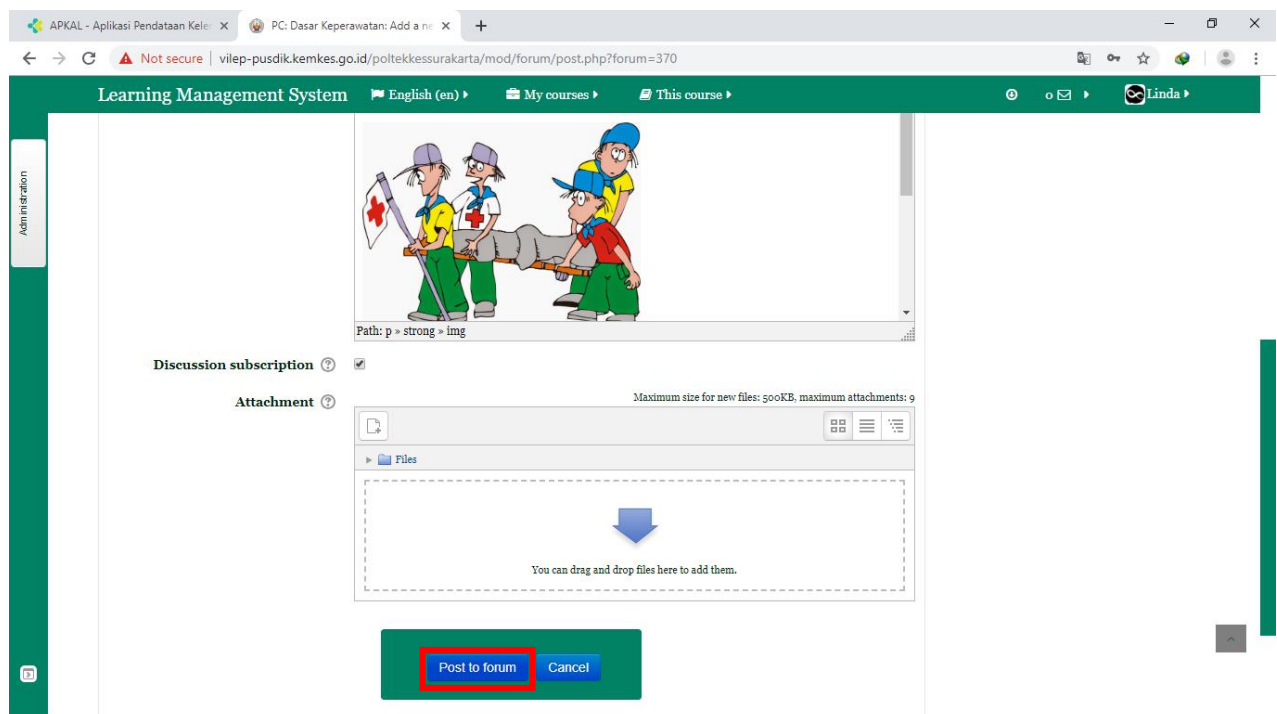 APKAL - Aplikasi Pendataan Kele
PC: Dasar Keperawatan: Add a ne
Not secure | vilep-pusdik.kemkes.go.id/poltekkessurakarta/mod/forum/post.php?forum=370
Learning Management System English (en) My courses This course 0 Linda
Administration
Path: p » strong » img
Discussion subscription
Attachment
Maximum size for new files: 500KB, maximum attachments: 9
Files
You can drag and drop files here to add them.
Post to forum Cancel